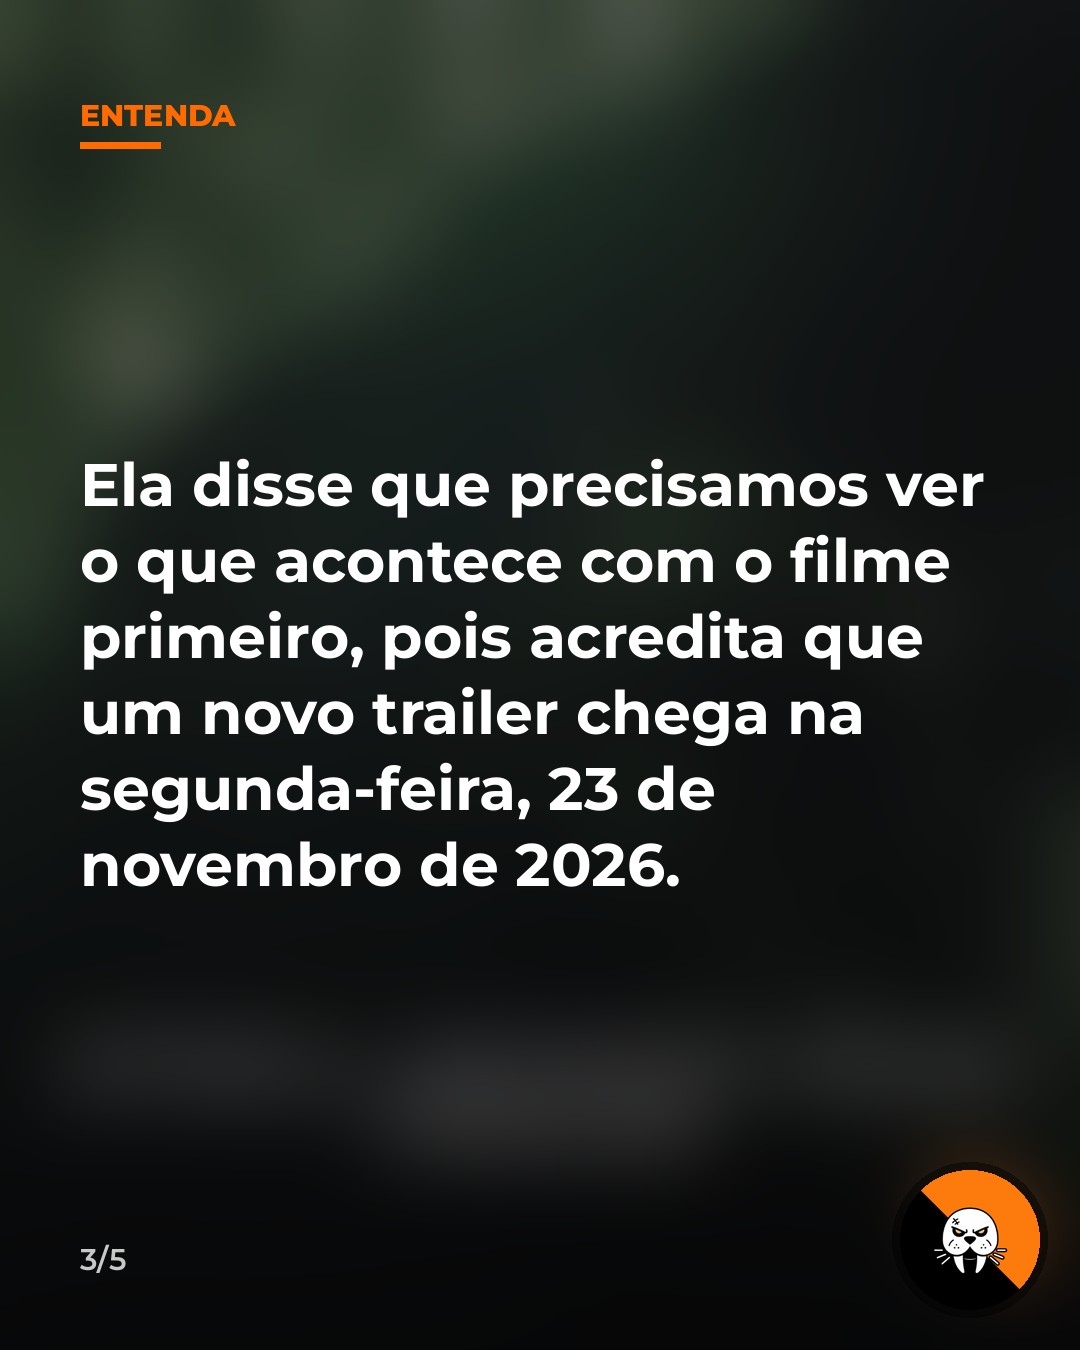 ENTENDA
Ela disse que precisamos ver
o que acontece com o filme
primeiro, pois acredita que
um novo trailer chega na
segunda-feira, 23 de
novembro de 2026.
3/5